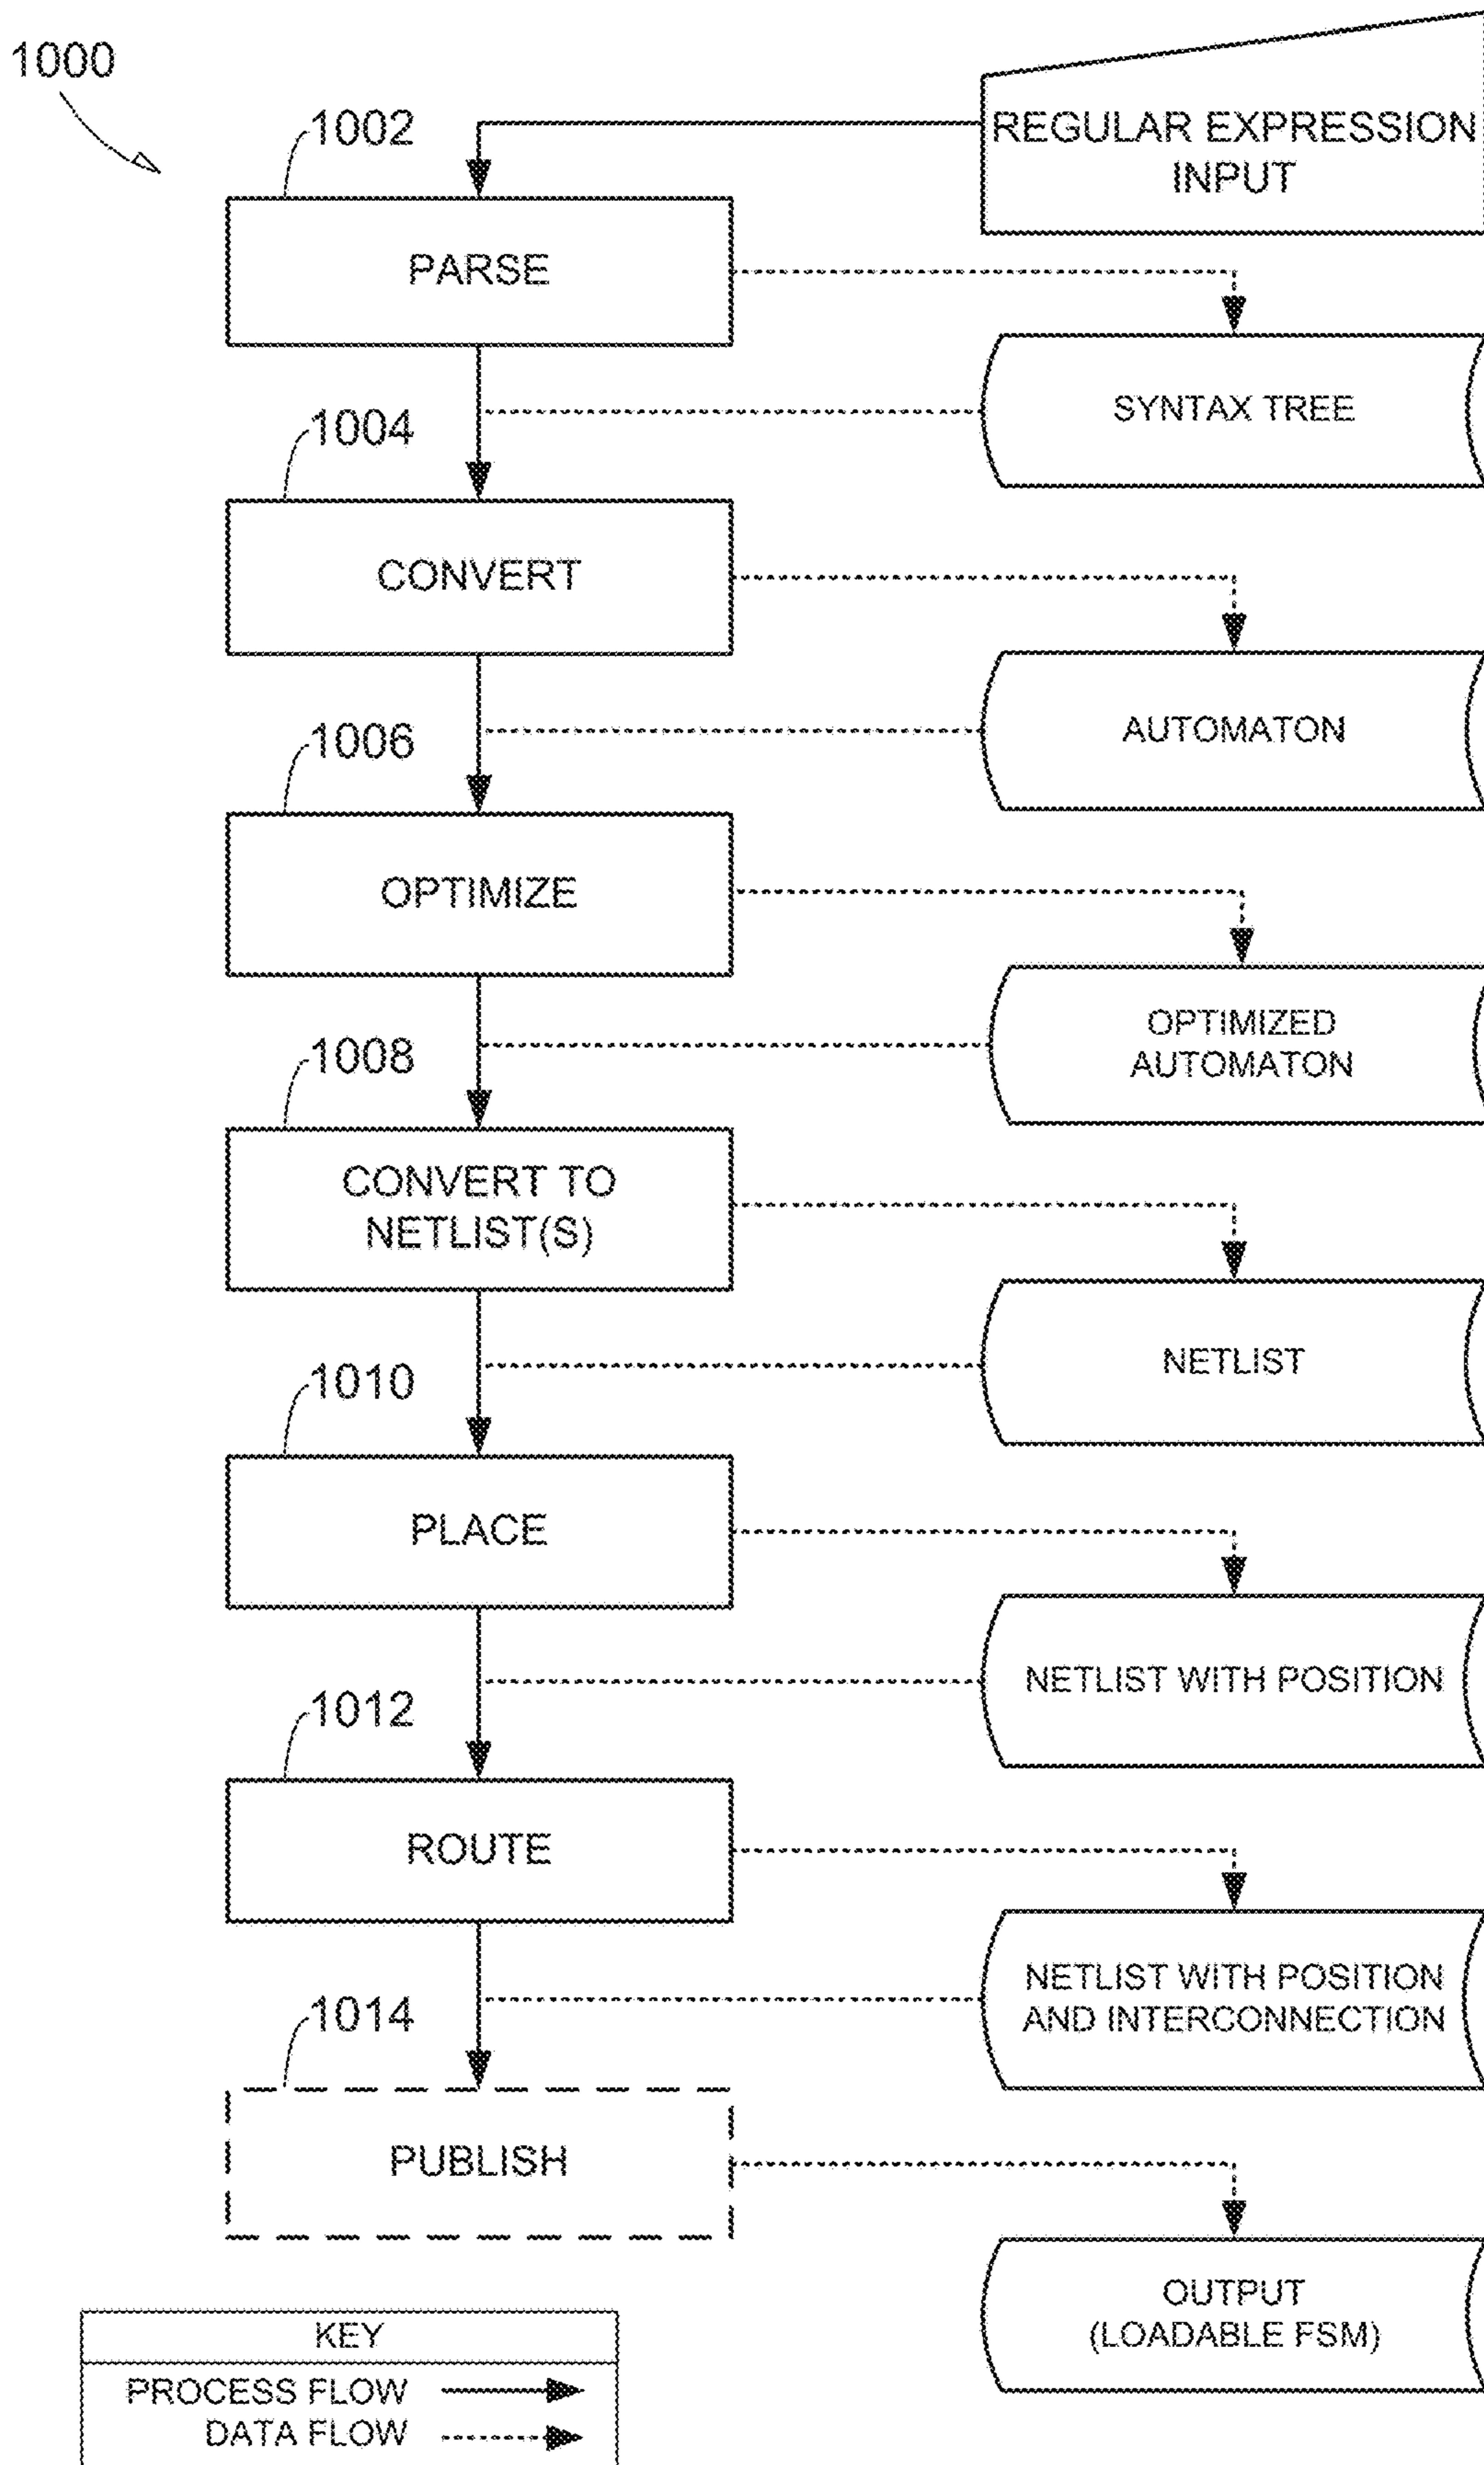 1000
REGULAR EXPRESSION
INPUT
1002
PARSE
SYNTAX TREE
1004
CONVERT
AUTOMATON
1006
OPTIMIZE
OPTIMIZED
AUTOMATON
1008
CONVERT TO
NETLIST(S)
NETLIST
1010
PLACE
NETLIST WITH POSITION
1012
ROUTE
NETLIST WITH POSITION
AND INTERCONNECTION
1014
PUBLISH
OUTPUT
(LOADABLE FSM)
KEY
PROCESS FLOW
DATA FLOW